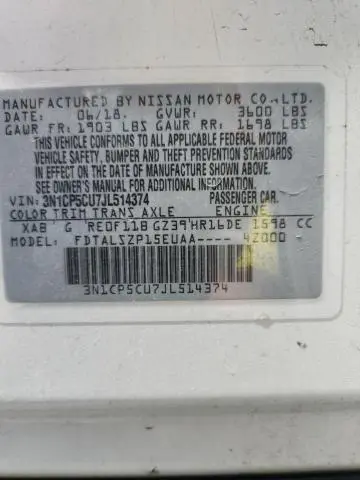 MANUFACTURED BY NISSAN MOTOR CO.,LTD.
DATE: 06/18. GVWR: 3600 LBS
GAWR FR: 1903 LBS GAWR RR: 1698 LBS
THIS VEHICLE CONFORMS TO ALL APPLICABLE FEDERAL MOTOR
VEHICLE SAFETY, BUMPER AND THEFT PREVENTION STANDARDS
IN EFFECT ON THE DATE OF MANUFACTURE SHOWN ABOVE.
SEE OWNER'S MANUAL FOR ADDITIONAL INFORMATION.
VIN: 3N1CP5CU7JL514374 PASSENGER CAR.
COLOR TRIM TRANS AXLE ENGINE
XAB G RE0F11B GZ39 HR16DE 1598 CC
MODEL: FDTALSZP15EUAA---- 42000
3N1CP5CU7JL514374